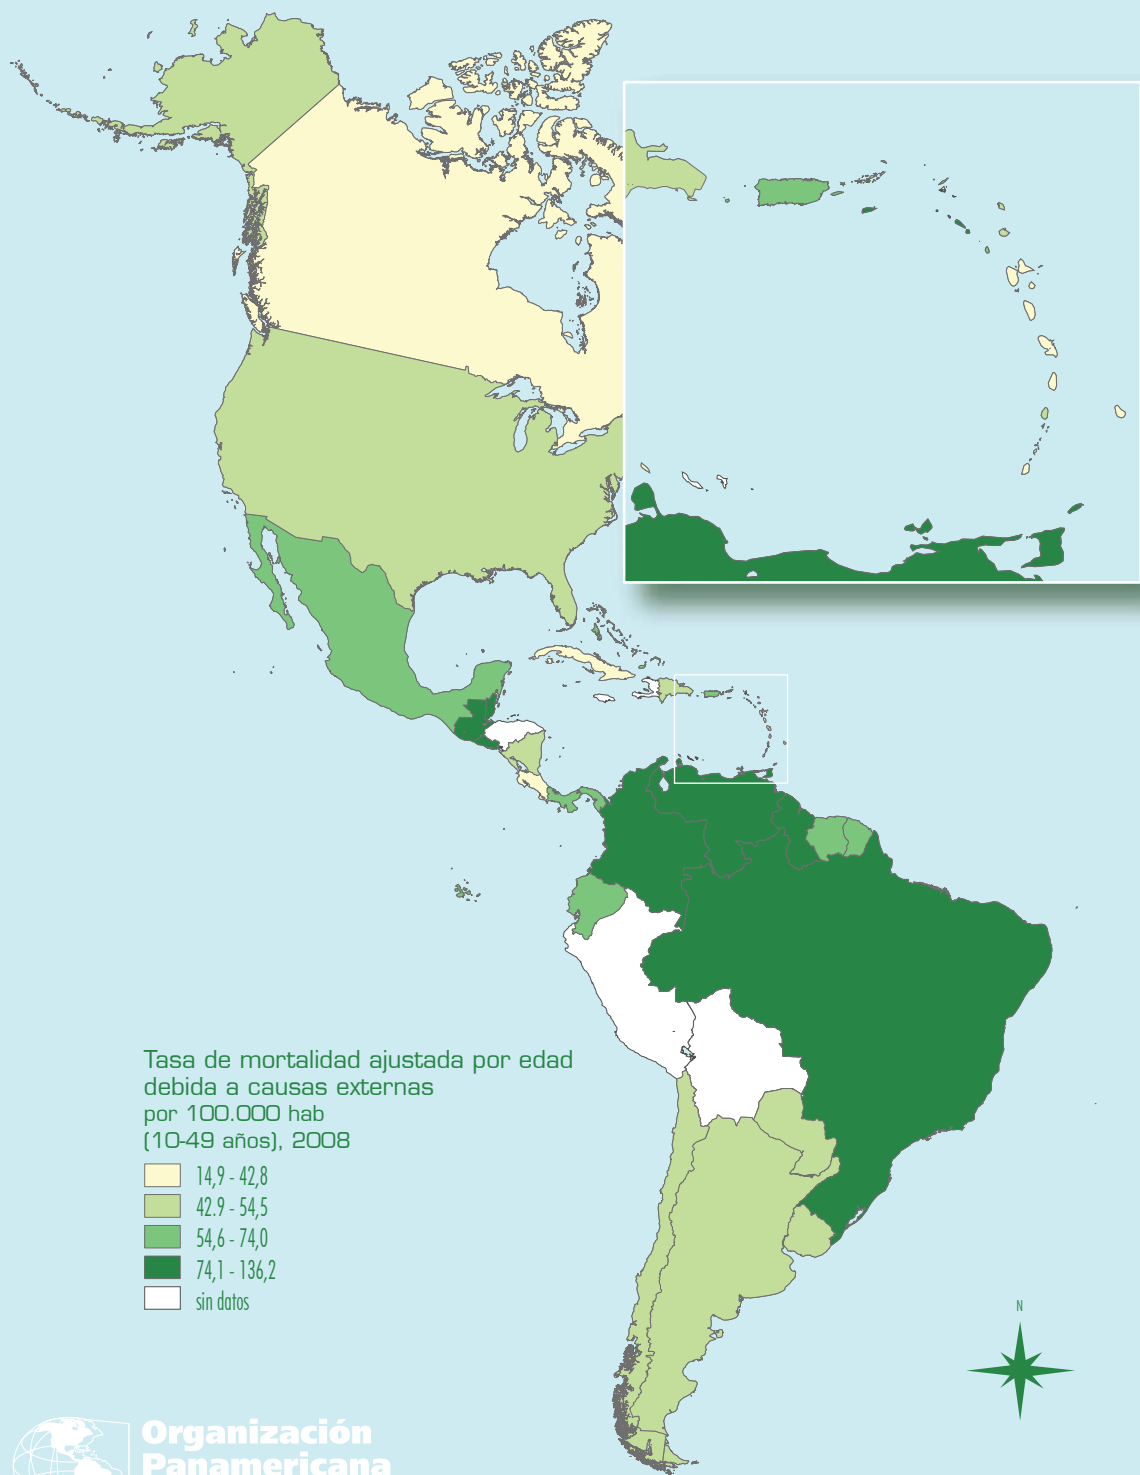 Tasa de mortalidad ajustada por edad
debida a causas externas
por 100.000 hab
(10-49 años), 2008
14,9 - 42,8
42.9 - 54,5
54,6 - 74,0
74,1 - 136,2
sin datos
N
Organización
Panamericana